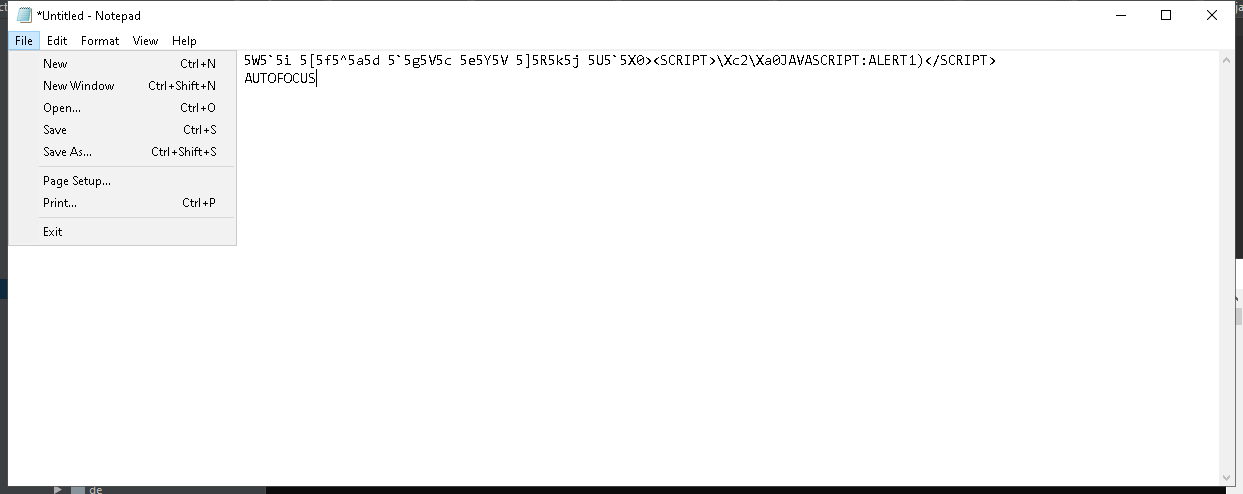 *Untitled - Notepad
File Edit Format View Help
5W5`5i 5[5f5^5a5d 5`5g5V5c 5e5Y5V 5]5R5k5j 5U5`5X0><SCRIPT>\Xc2\Xa0JAVASCRIPT:ALERT1)</SCRIPT>
AUTOFOCUS
New Ctrl+N
New Window Ctrl+Shift+N
Open... Ctrl+O
Save Ctrl+S
Save As... Ctrl+Shift+S
Page Setup...
Print... Ctrl+P
Exit
de